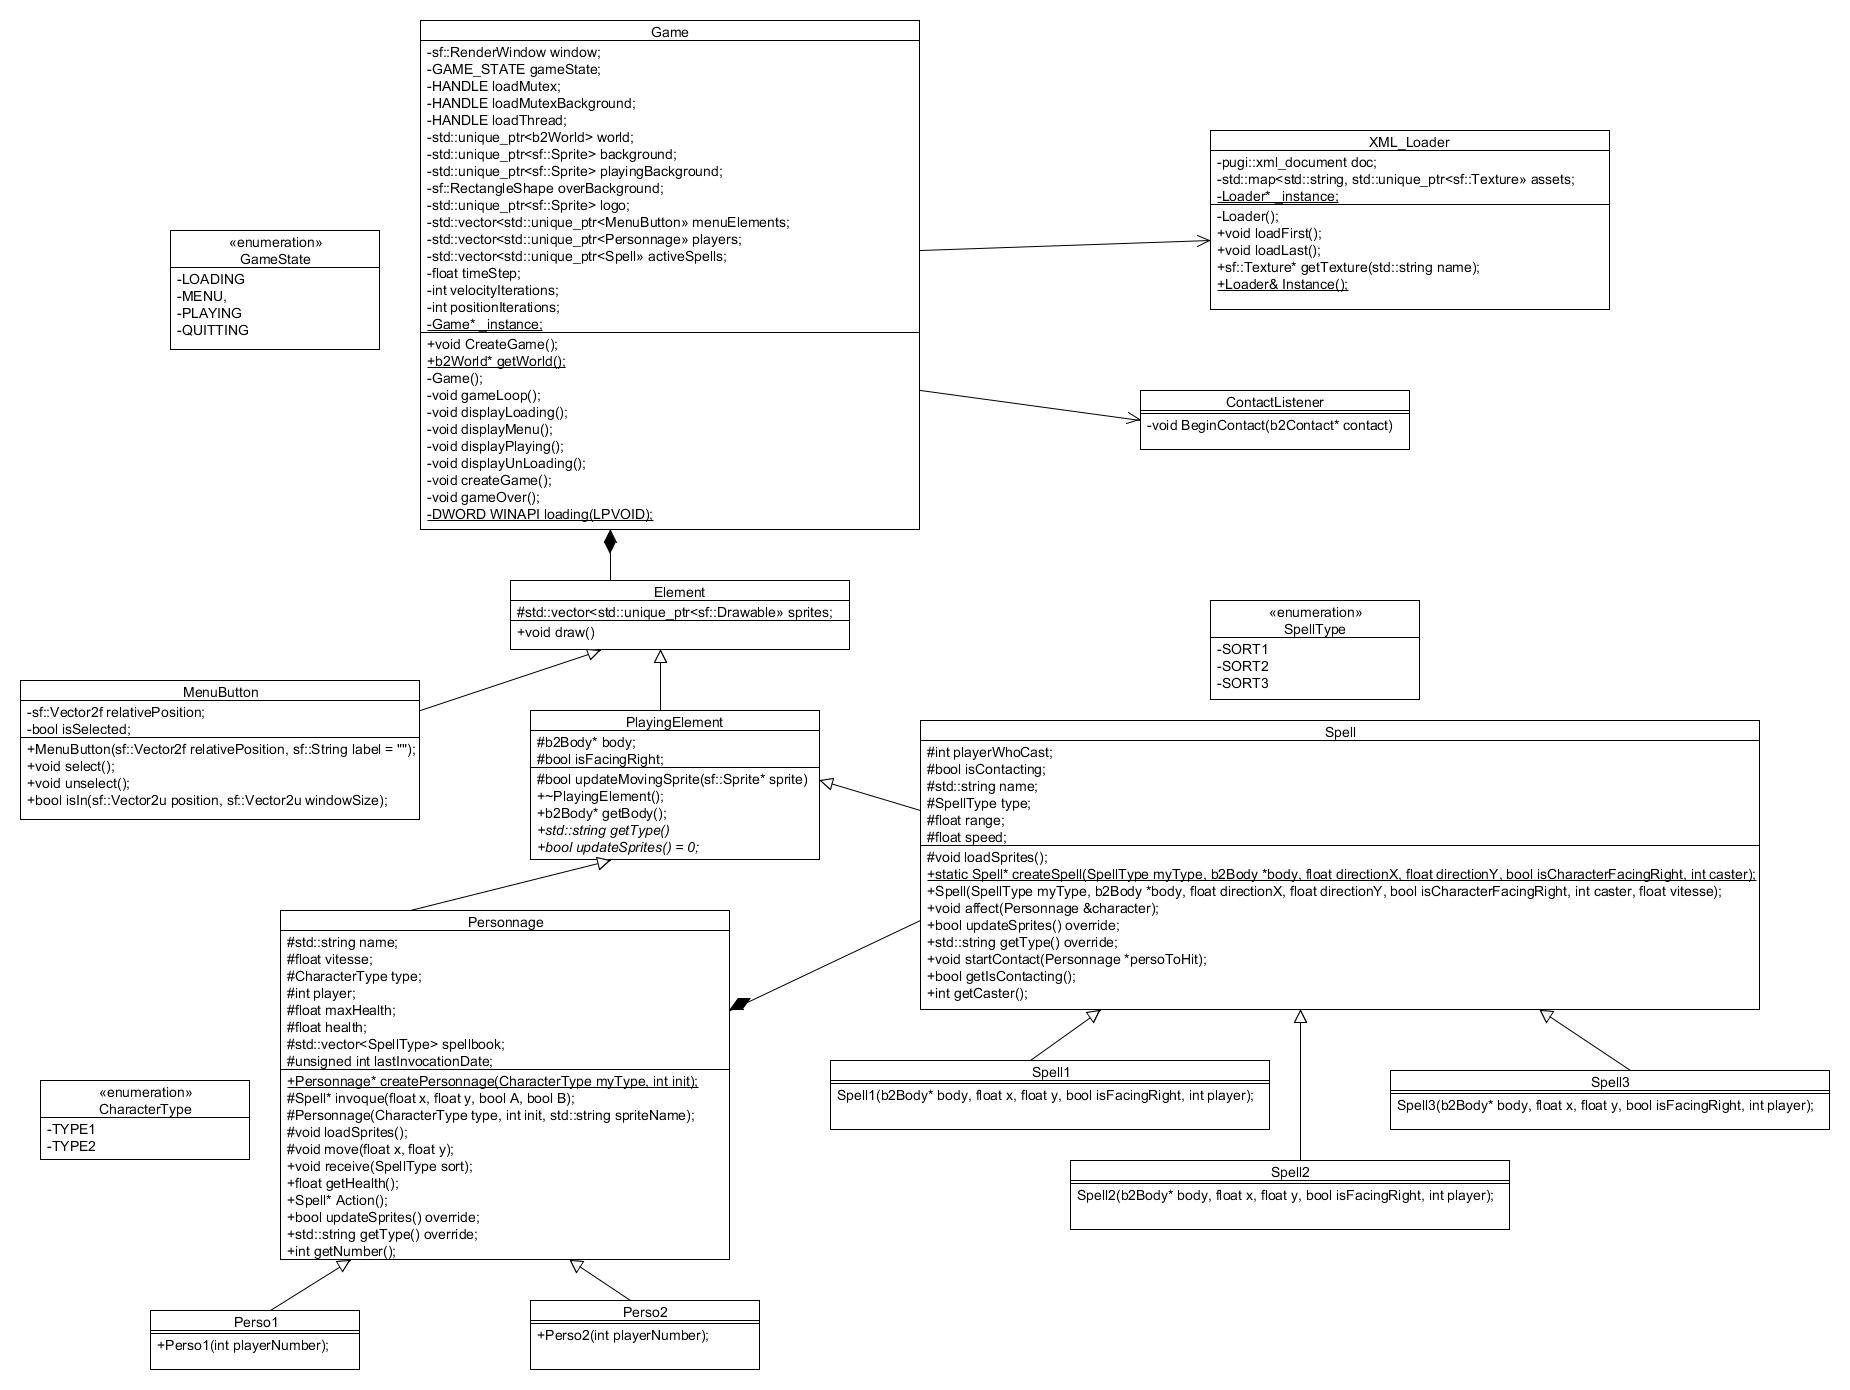 Game
-sf::RenderWindow window;
-GAME_STATE gameState;
-HANDLE loadMutex;
-HANDLE loadMutexBackground;
-HANDLE loadThread;
-std::unique_ptr<b2World> world;
-std::unique_ptr<sf::Sprite> background;
-std::unique_ptr<sf::Sprite> playingBackground;
-sf::RectangleShape overBackground;
-std::unique_ptr<sf::Sprite> logo;
-std::vector<std::unique_ptr<MenuButton» menuElements;
-std::vector<std::unique_ptr<Personnage» players;
-std::vector<std::unique_ptr<Spell» activeSpells;
-float timeStep;
-int velocityIterations;
-int positionIterations;
-Game* _instance;
+void CreateGame();
+b2World* getWorld();
-Game();
-void gameLoop();
-void displayLoading();
-void displayMenu();
-void displayPlaying();
-void displayUnLoading();
-void createGame();
-void gameOver();
-DWORD WINAPI loading(LPVOID);
XML_Loader
-pugi::xml_document doc;
-std::map<std::string, std::unique_ptr<sf::Texture» assets;
-Loader* _instance;
-Loader();
+void loadFirst();
+void loadLast();
+sf::Texture* getTexture(std::string name);
+Loader& Instance();
«enumeration»
GameState
-LOADING
-MENU,
-PLAYING
-QUITTING
ContactListener
-void BeginContact(b2Contact* contact)
Element
#std::vector<std::unique_ptr<sf::Drawable» sprites;
+void draw()
«enumeration»
SpellType
-SORT1
-SORT2
-SORT3
MenuButton
-sf::Vector2f relativePosition;
-bool isSelected;
+MenuButton(sf::Vector2f relativePosition, sf::String label = "");
+void select();
+void unselect();
+bool isIn(sf::Vector2u position, sf::Vector2u windowSize);
PlayingElement
#b2Body* body;
#bool isFacingRight;
#bool updateMovingSprite(sf::Sprite* sprite)
+~PlayingElement();
+b2Body* getBody();
+std::string getType()
+bool updateSprites() = 0;
Spell
#int playerWhoCast;
#bool isContacting;
#std::string name;
#SpellType type;
#float range;
#float speed;
#void loadSprites();
+static Spell* createSpell(SpellType myType, b2Body *body, float directionX, float directionY, bool isCharacterFacingRight, int caster);
+Spell(SpellType myType, b2Body *body, float directionX, float directionY, bool isCharacterFacingRight, int caster, float vitesse);
+void affect(Personnage &character);
+bool updateSprites() override;
+std::string getType() override;
+void startContact(Personnage *persoToHit);
+bool getIsContacting();
+int getCaster();
Personnage
#std::string name;
#float vitesse;
#CharacterType type;
#int player;
#float maxHealth;
#float health;
#std::vector<SpellType> spellbook;
#unsigned int lastInvocationDate;
+Personnage* createPersonnage(CharacterType myType, int init);
#Spell* invoque(float x, float y, bool A, bool B);
#Personnage(CharacterType type, int init, std::string spriteName);
#void loadSprites();
#void move(float x, float y);
+void receive(SpellType sort);
+float getHealth();
+Spell* Action();
+bool updateSprites() override;
+std::string getType() override;
+int getNumber();
«enumeration»
CharacterType
-TYPE1
-TYPE2
Spell1
Spell1(b2Body* body, float x, float y, bool isFacingRight, int player);
Spell3
Spell3(b2Body* body, float x, float y, bool isFacingRight, int player);
Spell2
Spell2(b2Body* body, float x, float y, bool isFacingRight, int player);
Perso1
+Perso1(int playerNumber);
Perso2
+Perso2(int playerNumber);